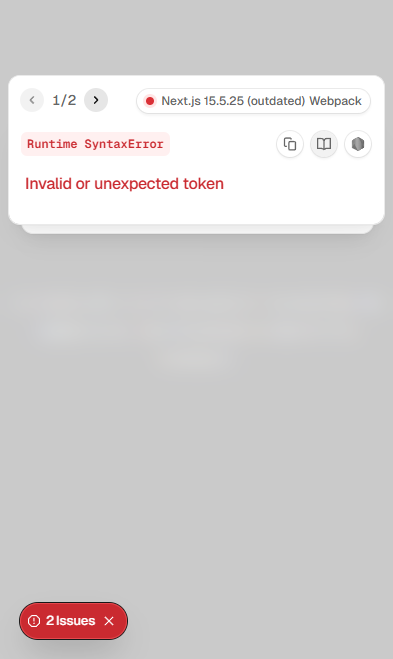 1/2
Next.js 15.5.25 (outdated) Webpack
Runtime SyntaxError
Invalid or unexpected token
2 Issues